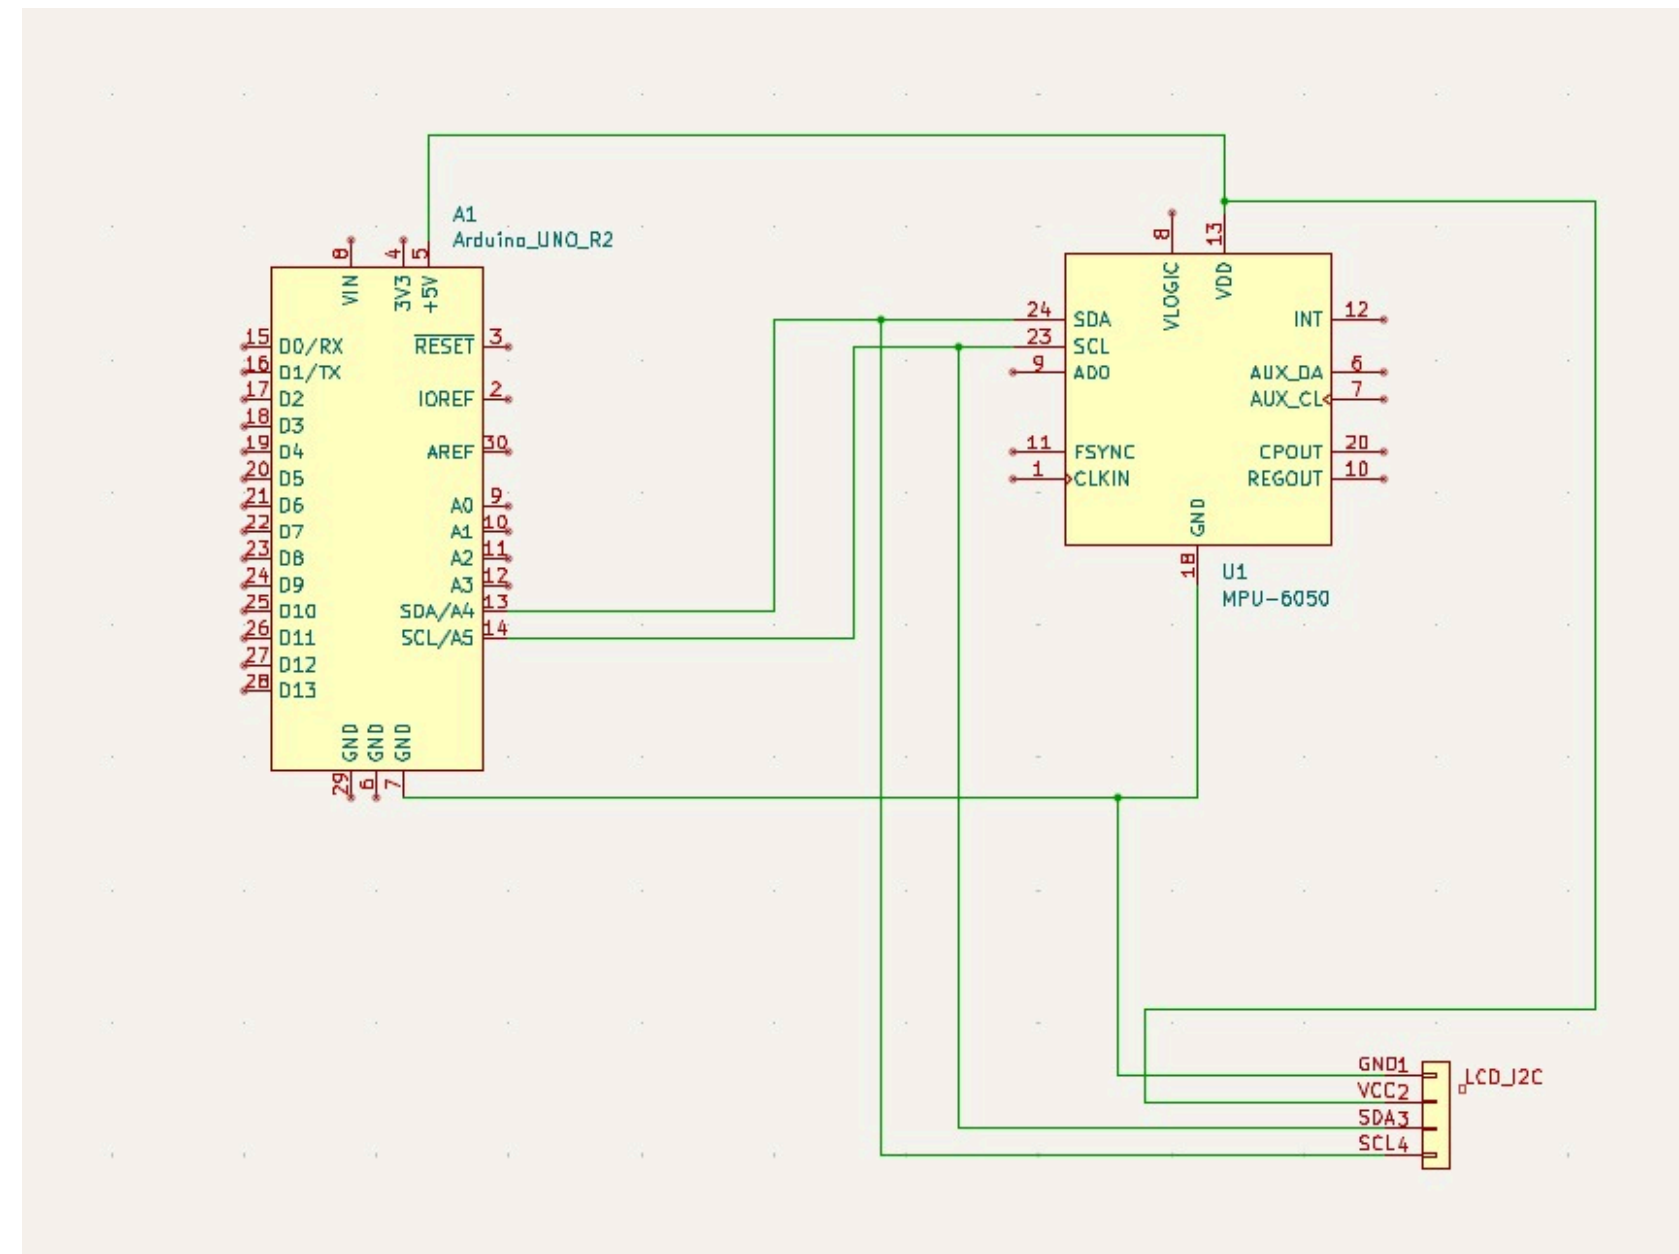 A1
Arduino_UNO_R2
8
4
5
VIN
3V3
+5V
15 D0/RX
16 D1/TX
17 D2
18 D3
19 D4
20 D5
21 D6
22 D7
23 D8
24 D9
25 D10
26 D11
27 D12
28 D13
RESET 3
IOREF 2
AREF 30
A0 9
A1 10
A2 11
A3 12
SDA/A4 13
SCL/A5 14
GND
GND
GND
29
6
7
8
13
VLOGIC
VDD
24 SDA
23 SCL
9 AD0
11 FSYNC
1 CLKIN
INT 12
AUX_DA 6
AUX_CL 7
CPOUT 20
REGOUT 10
GND
18
U1
MPU-6050
GND1
VCC2
SDA3
SCL4
LCD_I2C